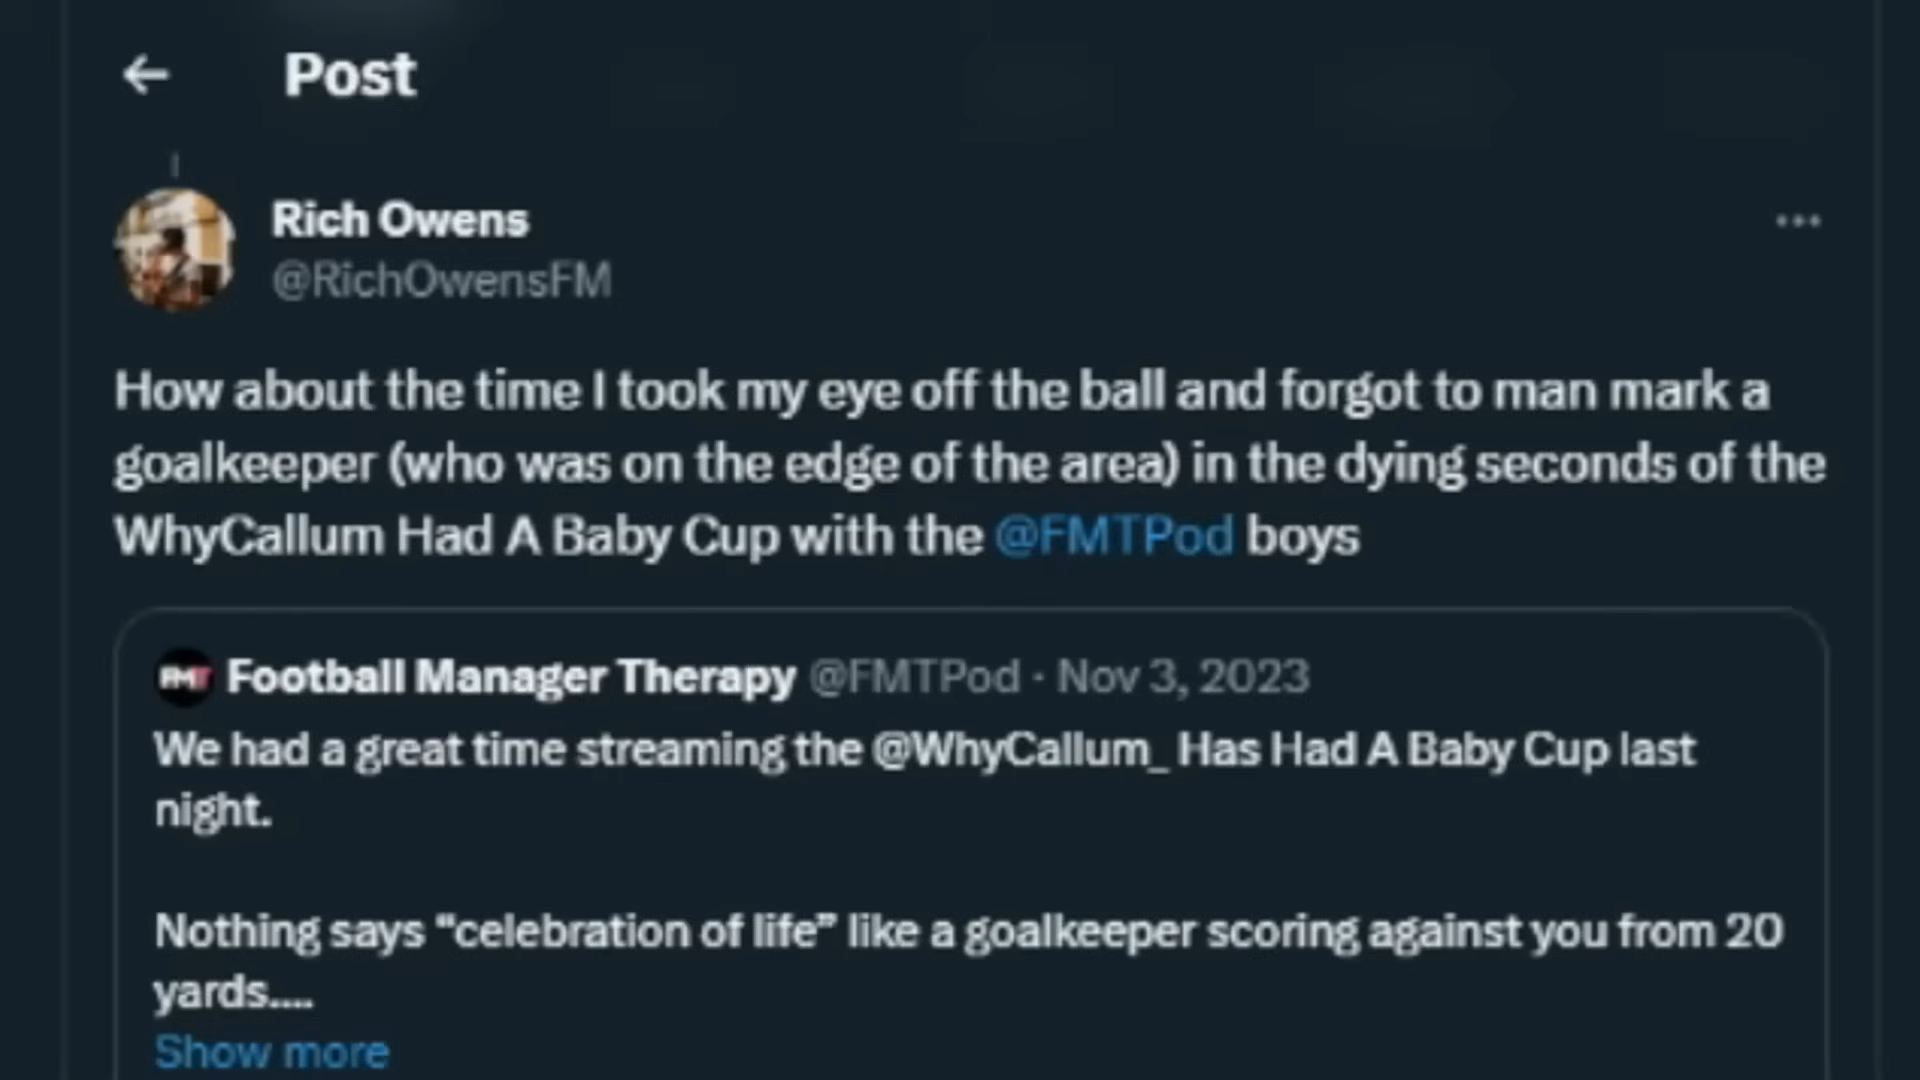 Post
Rich Owens
@RichOwensFM
How about the time I took my eye off the ball and forgot to man mark a
goalkeeper (who was on the edge of the area) in the dying seconds of the
WhyCallum Had A Baby Cup with the @FMTPod boys
FMT Football Manager Therapy @FMTPod · Nov 3, 2023
We had a great time streaming the @WhyCallum_ Has Had A Baby Cup last
night.
Nothing says “celebration of life” like a goalkeeper scoring against you from 20
yards....
Show more